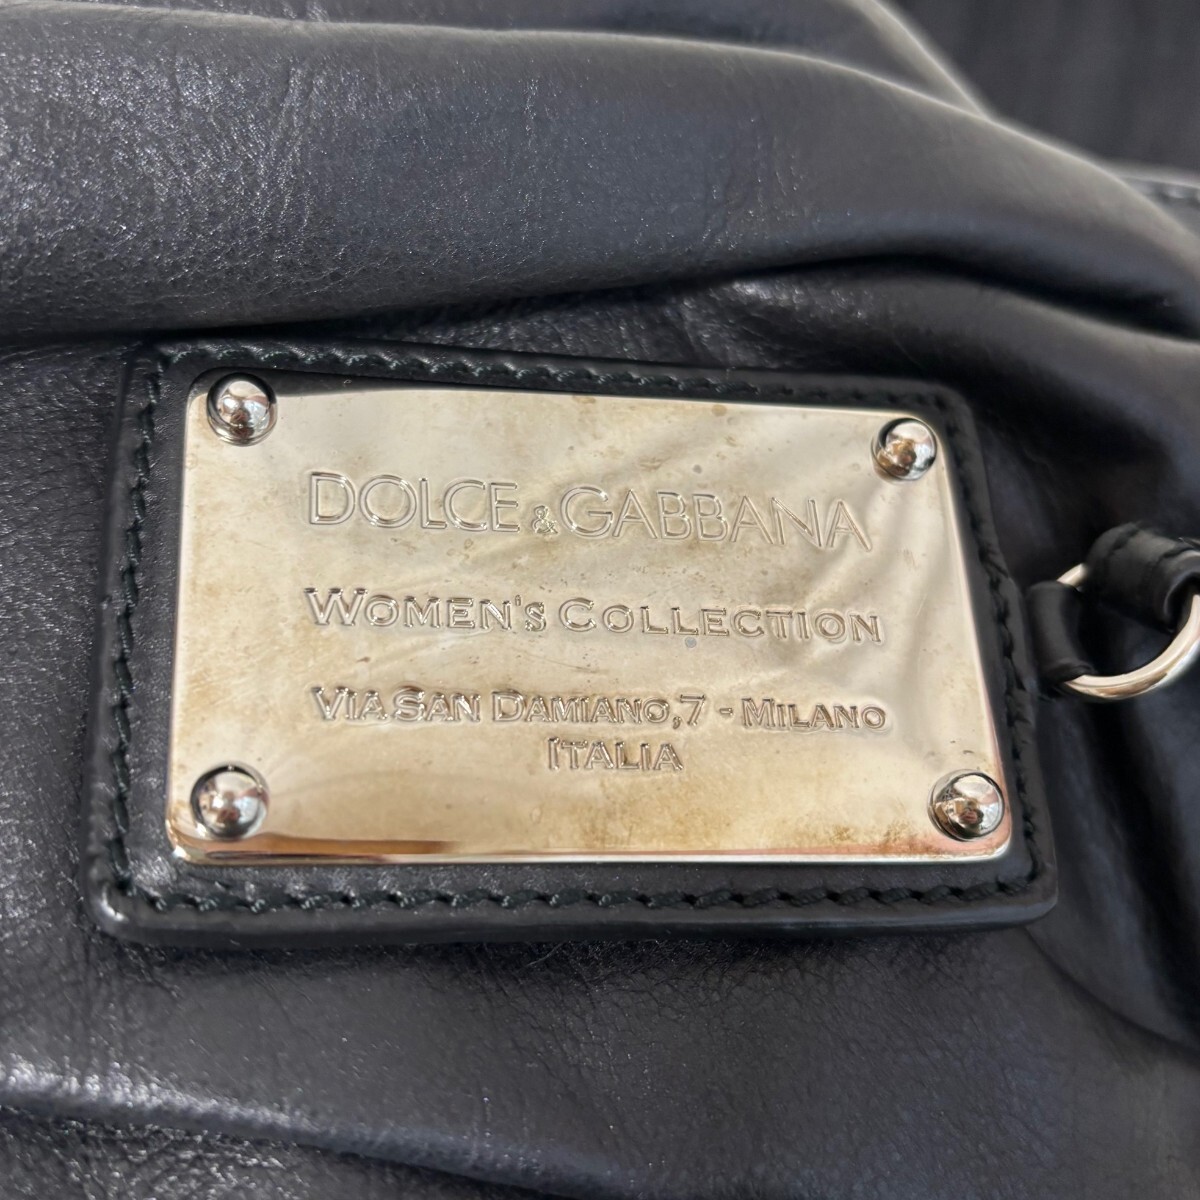 DOLCE & GABBANA
WOMEN'S COLLECTION
VIA SAN DAMIANO, 7 - MILANO
ITALIA